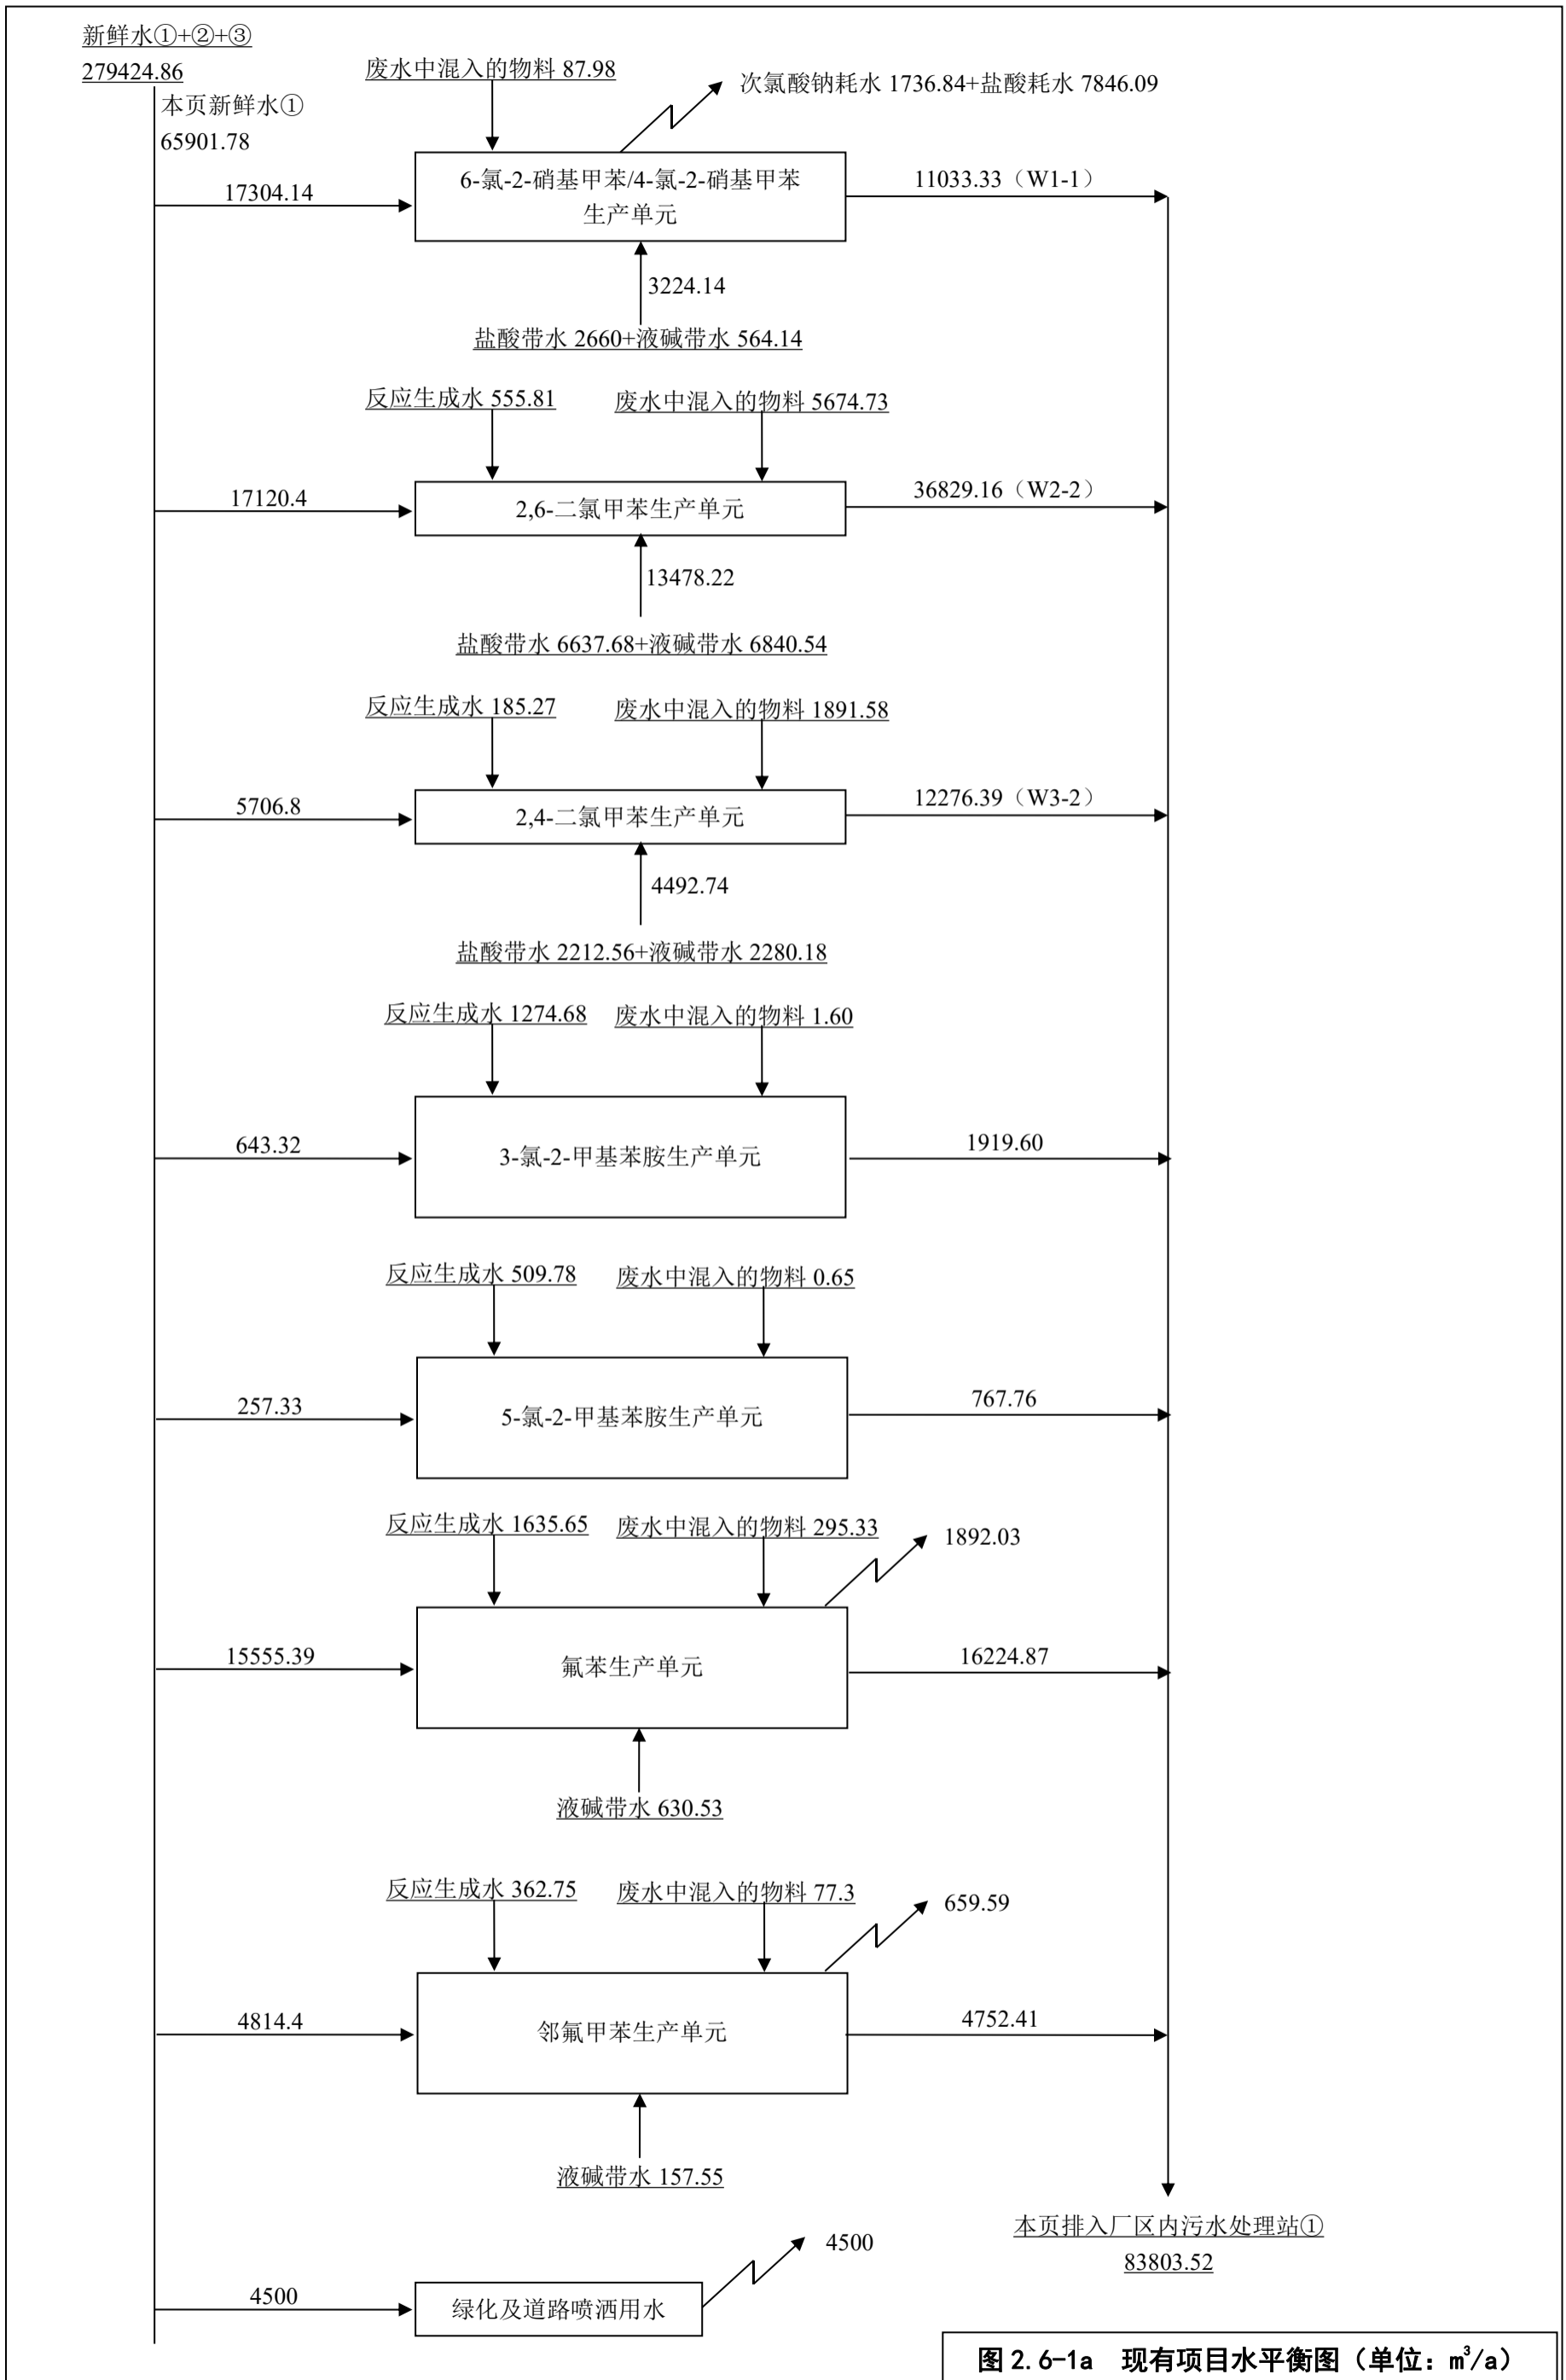 新鲜水①+②+③
279424.86
本页新鲜水①
65901.78
废水中混入的物料 87.98
次氯酸钠耗水 1736.84+盐酸耗水 7846.09
17304.14
6-氯-2-硝基甲苯/4-氯-2-硝基甲苯
生产单元
11033.33（W1-1）
3224.14
盐酸带水 2660+液碱带水 564.14
反应生成水 555.81
废水中混入的物料 5674.73
17120.4
2,6-二氯甲苯生产单元
36829.16（W2-2）
13478.22
盐酸带水 6637.68+液碱带水 6840.54
反应生成水 185.27
废水中混入的物料 1891.58
5706.8
2,4-二氯甲苯生产单元
12276.39（W3-2）
4492.74
盐酸带水 2212.56+液碱带水 2280.18
反应生成水 1274.68
废水中混入的物料 1.60
643.32
3-氯-2-甲基苯胺生产单元
1919.60
反应生成水 509.78
废水中混入的物料 0.65
257.33
5-氯-2-甲基苯胺生产单元
767.76
反应生成水 1635.65
废水中混入的物料 295.33
1892.03
15555.39
氟苯生产单元
16224.87
液碱带水 630.53
反应生成水 362.75
废水中混入的物料 77.3
659.59
4814.4
邻氟甲苯生产单元
4752.41
液碱带水 157.55
本页排入厂区内污水处理站①
83803.52
4500
4500
绿化及道路喷洒用水
图 2.6-1a 现有项目水平衡图（单位：m³/a）